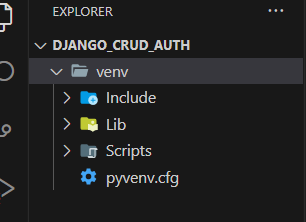 EXPLORER
DJANGO_CRUD_AUTH
venv
Include
Lib
Scripts
pyvenv.cfg